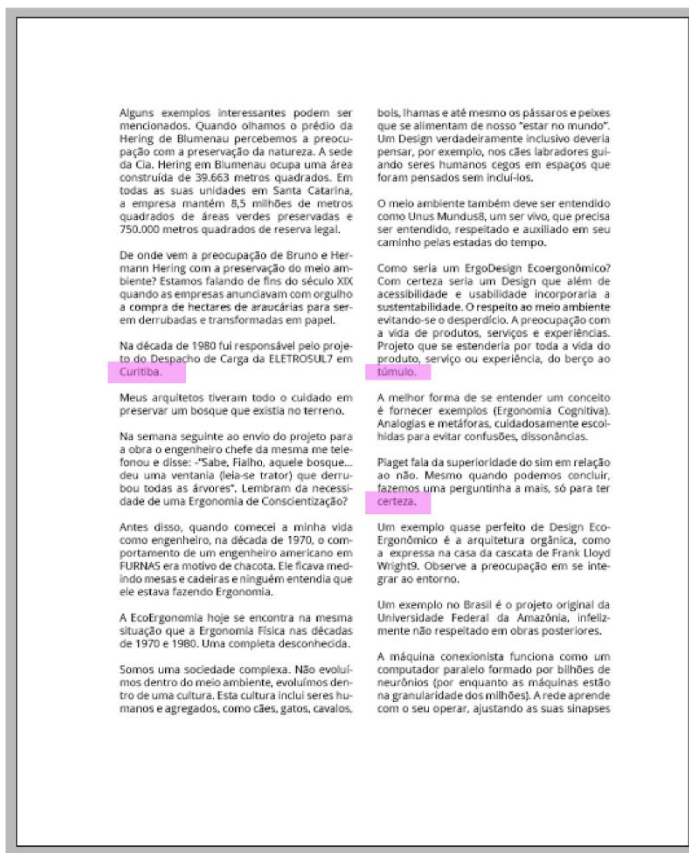 Alguns exemplos interessantes podem ser
mencionados. Quando olhamos o prédio da
Hering de Blumenau percebemos a preocu-
pação com a preservação da natureza. A sede
da Cia. Hering em Blumenau ocupa uma área
construída de 39.663 metros quadrados. Em
todas as suas unidades em Santa Catarina,
a empresa mantém 8,5 milhões de metros
quadrados de áreas verdes preservadas e
750.000 metros quadrados de reserva legal.
De onde vem a preocupação de Bruno e Her-
mann Hering com a preservação do meio am-
biente? Estamos falando de fins do século XIX
quando as empresas anunciavam com orgulho
a compra de hectares de araucárias para ser-
em derrubadas e transformadas em papel.
Na década de 1980 fui responsável pelo proje-
to do Despacho de Carga da ELETROSUL7 em
Curitiba.
Meus arquitetos tiveram todo o cuidado em
preservar um bosque que existia no terreno.
Na semana seguinte ao envio do projeto para
a obra o engenheiro chefe da mesma me tele-
fonou e disse: -"Sabe, Fialho, aquele bosque...
deu uma ventania (leia-se trator) que derru-
bou todas as árvores". Lembram da necessi-
dade de uma Ergonomia de Conscientização?
Antes disso, quando comecei a minha vida
como engenheiro, na década de 1970, o com-
portamento de um engenheiro americano em
FURNAS era motivo de chacota. Ele ficava med-
indo mesas e cadeiras e ninguém entendia que
ele estava fazendo Ergonomia.
A EcoErgonomia hoje se encontra na mesma
situação que a Ergonomia Física nas décadas
de 1970 e 1980. Uma completa desconhecida.
Somos uma sociedade complexa. Não evoluí-
mos dentro do meio ambiente, evoluímos den-
tro de uma cultura. Esta cultura inclui seres hu-
manos e agregados, como cães, gatos, cavalos,
bois, lhamas e até mesmo os pássaros e peixes
que se alimentam de nosso "estar no mundo".
Um Design verdadeiramente inclusivo deveria
pensar, por exemplo, nos cães labradores gui-
ando seres humanos cegos em espaços que
foram pensados sem incluí-los.
O meio ambiente também deve ser entendido
como Unus Mundus8, um ser vivo, que precisa
ser entendido, respeitado e auxiliado em seu
caminho pelas estadas do tempo.
Como seria um ErgoDesign Ecoergonômico?
Com certeza seria um Design que além de
acessibilidade e usabilidade incorporaria a
sustentabilidade. O respeito ao meio ambiente
evitando-se o desperdício. A preocupação com
a vida de produtos, serviços e experiências.
Projeto que se estenderia por toda a vida do
produto, serviço ou experiência, do berço ao
túmulo.
A melhor forma de se entender um conceito
é fornecer exemplos (Ergonomia Cognitiva).
Analogias e metáforas, cuidadosamente escol-
hidas para evitar confusões, dissonâncias.
Piaget fala da superioridade do sim em relação
ao não. Mesmo quando podemos concluir,
fazemos uma perguntinha a mais, só para ter
certeza.
Um exemplo quase perfeito de Design Eco-
Ergonômico é a arquitetura orgânica, como
a expressa na casa da cascata de Frank Lloyd
Wright9. Observe a preocupação em se inte-
grar ao entorno.
Um exemplo no Brasil é o projeto original da
Universidade Federal da Amazônia, infeliz-
mente não respeitado em obras posteriores.
A máquina conexionista funciona como um
computador paralelo formado por bilhões de
neurônios (por enquanto as máquinas estão
na granularidade dos milhões). A rede aprende
com o seu operar, ajustando as suas sinapses